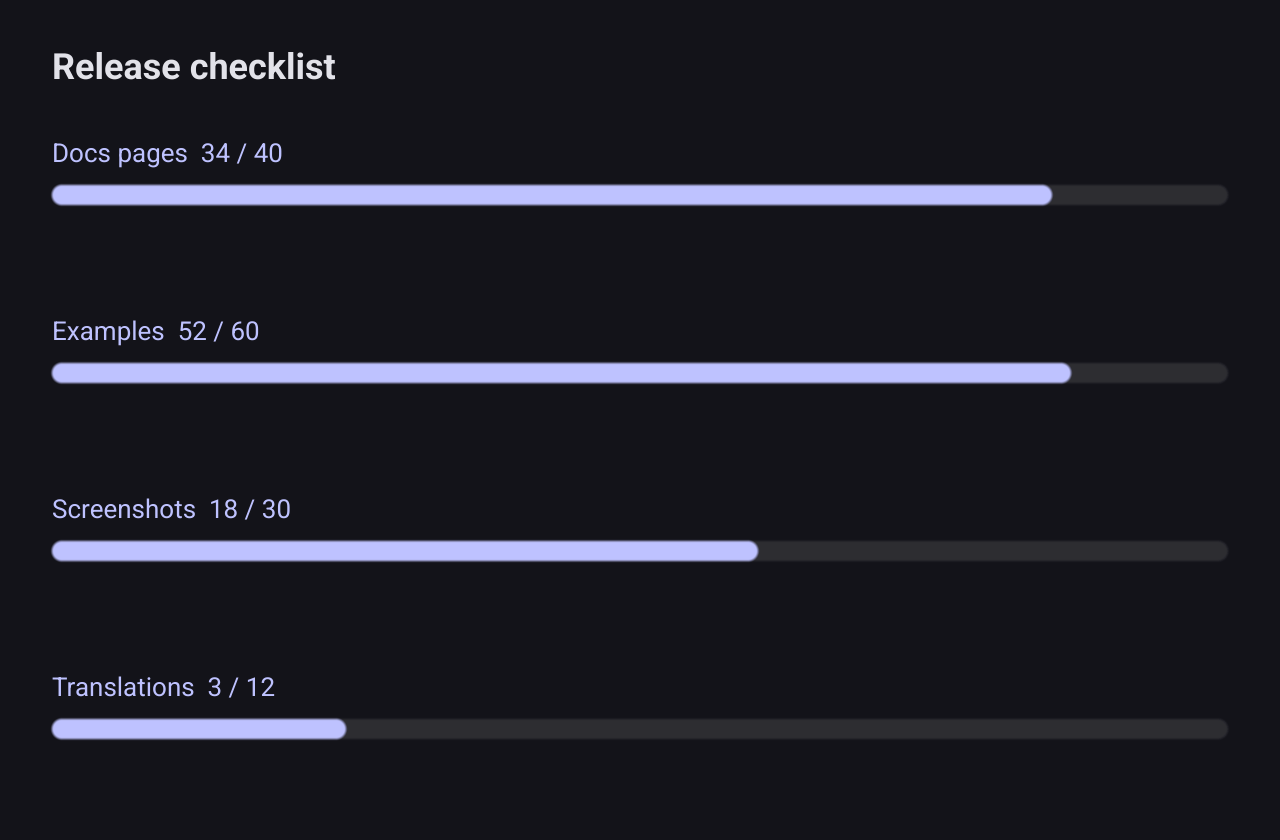 Release checklist
Docs pages 34 / 40
Examples 52 / 60
Screenshots 18 / 30
Translations 3 / 12